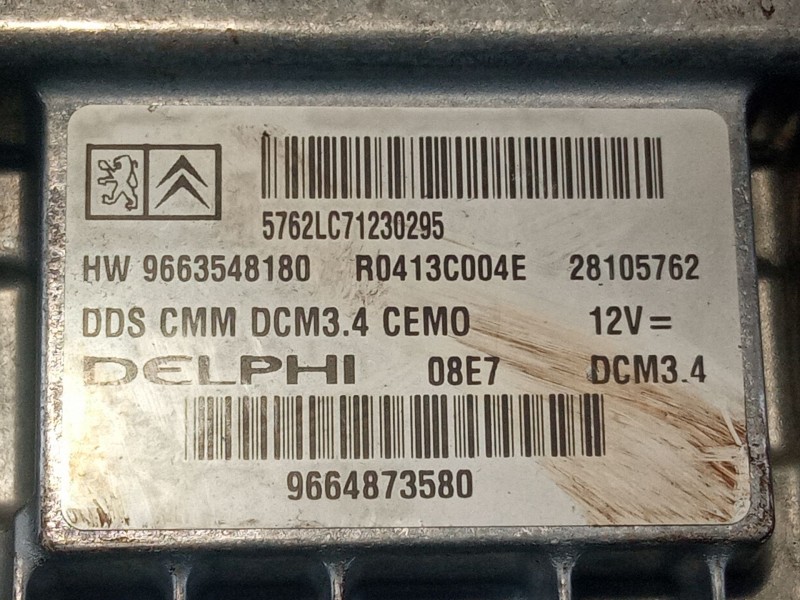 5762LC71230295
HW 9663548180 R0413C004E 28105762
DDS CMM DCM3.4 CEMO 12V =
DELPHI 08E7 DCM3.4
9664873580